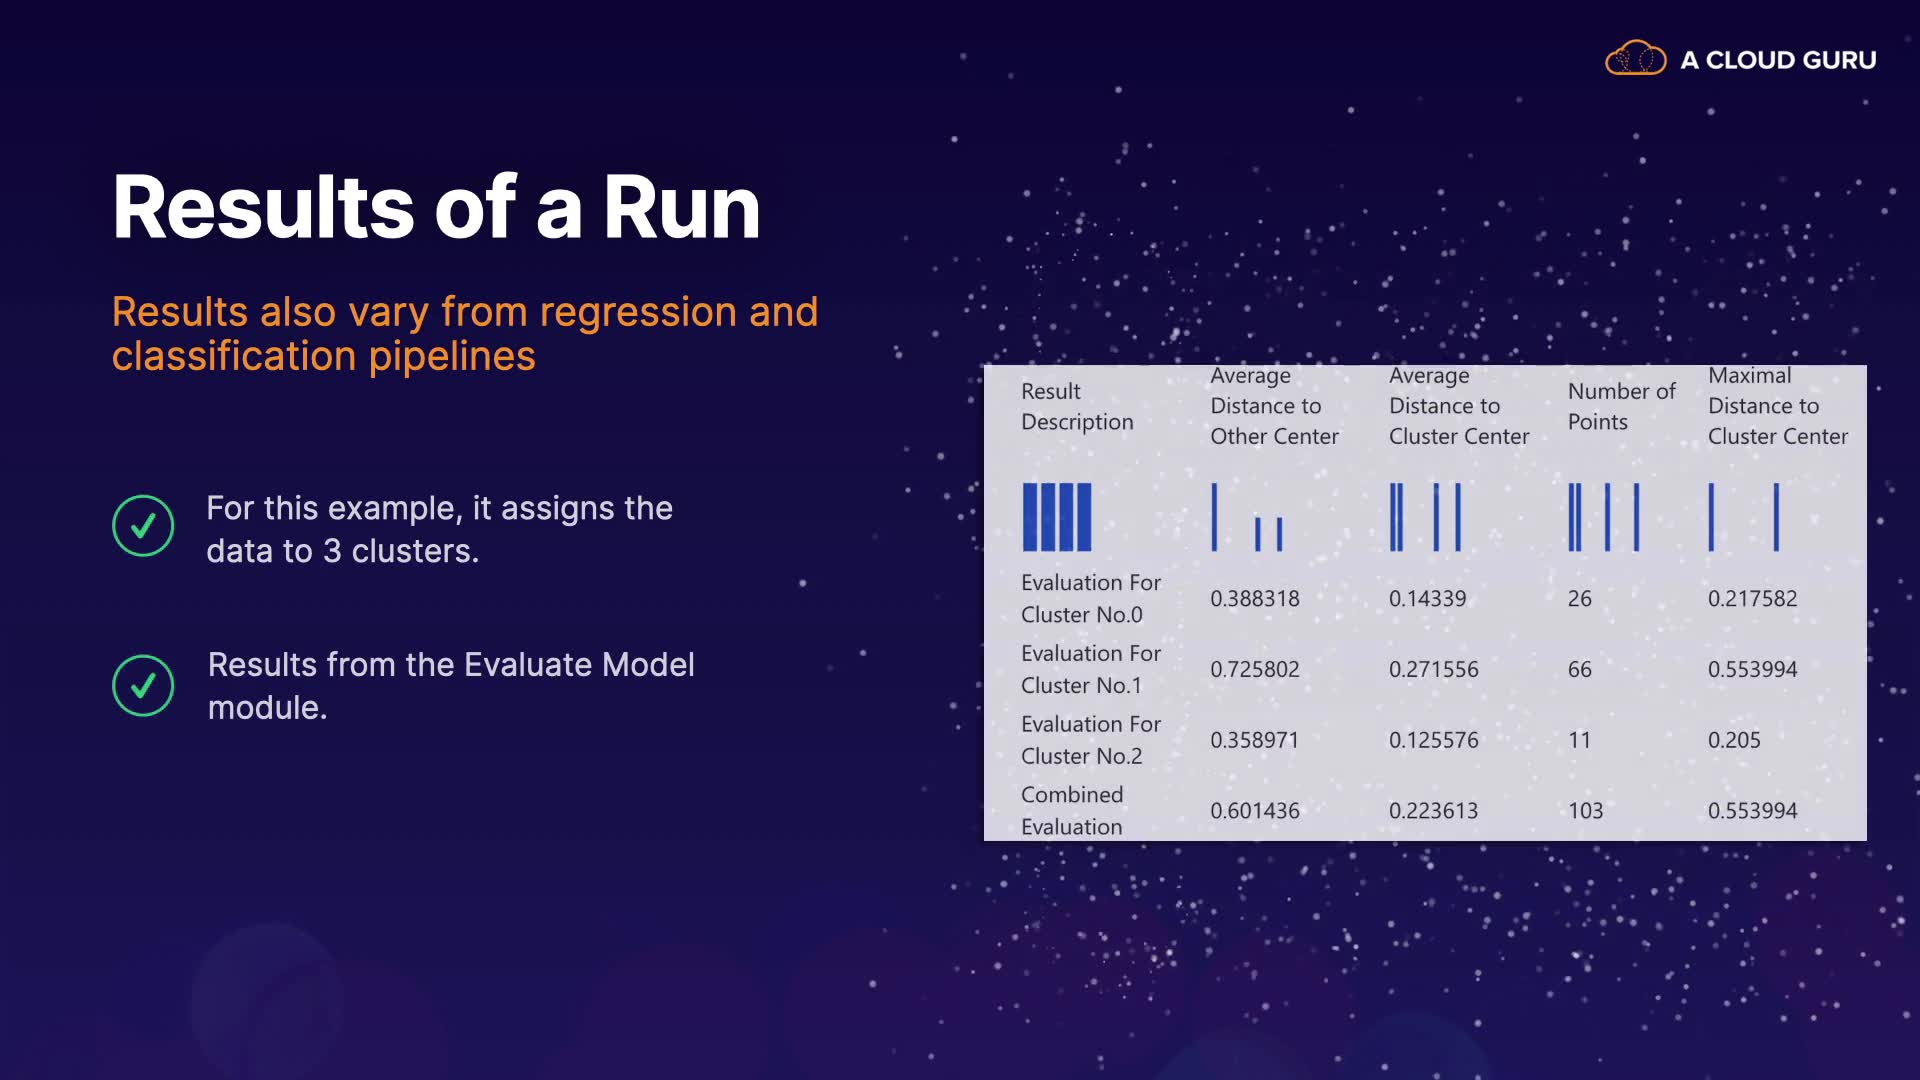 A CLOUD GURU
Results of a Run
Results also vary from regression and
classification pipelines
For this example, it assigns the
data to 3 clusters.
Results from the Evaluate Model
module.
Result
Description
Average
Distance to
Other Center
Average
Distance to
Cluster Center
Number of
Points
Maximal
Distance to
Cluster Center
Evaluation For
Cluster No.0
0.388318
0.14339
26
0.217582
Evaluation For
Cluster No.1
0.725802
0.271556
66
0.553994
Evaluation For
Cluster No.2
0.358971
0.125576
11
0.205
Combined
Evaluation
0.601436
0.223613
103
0.553994